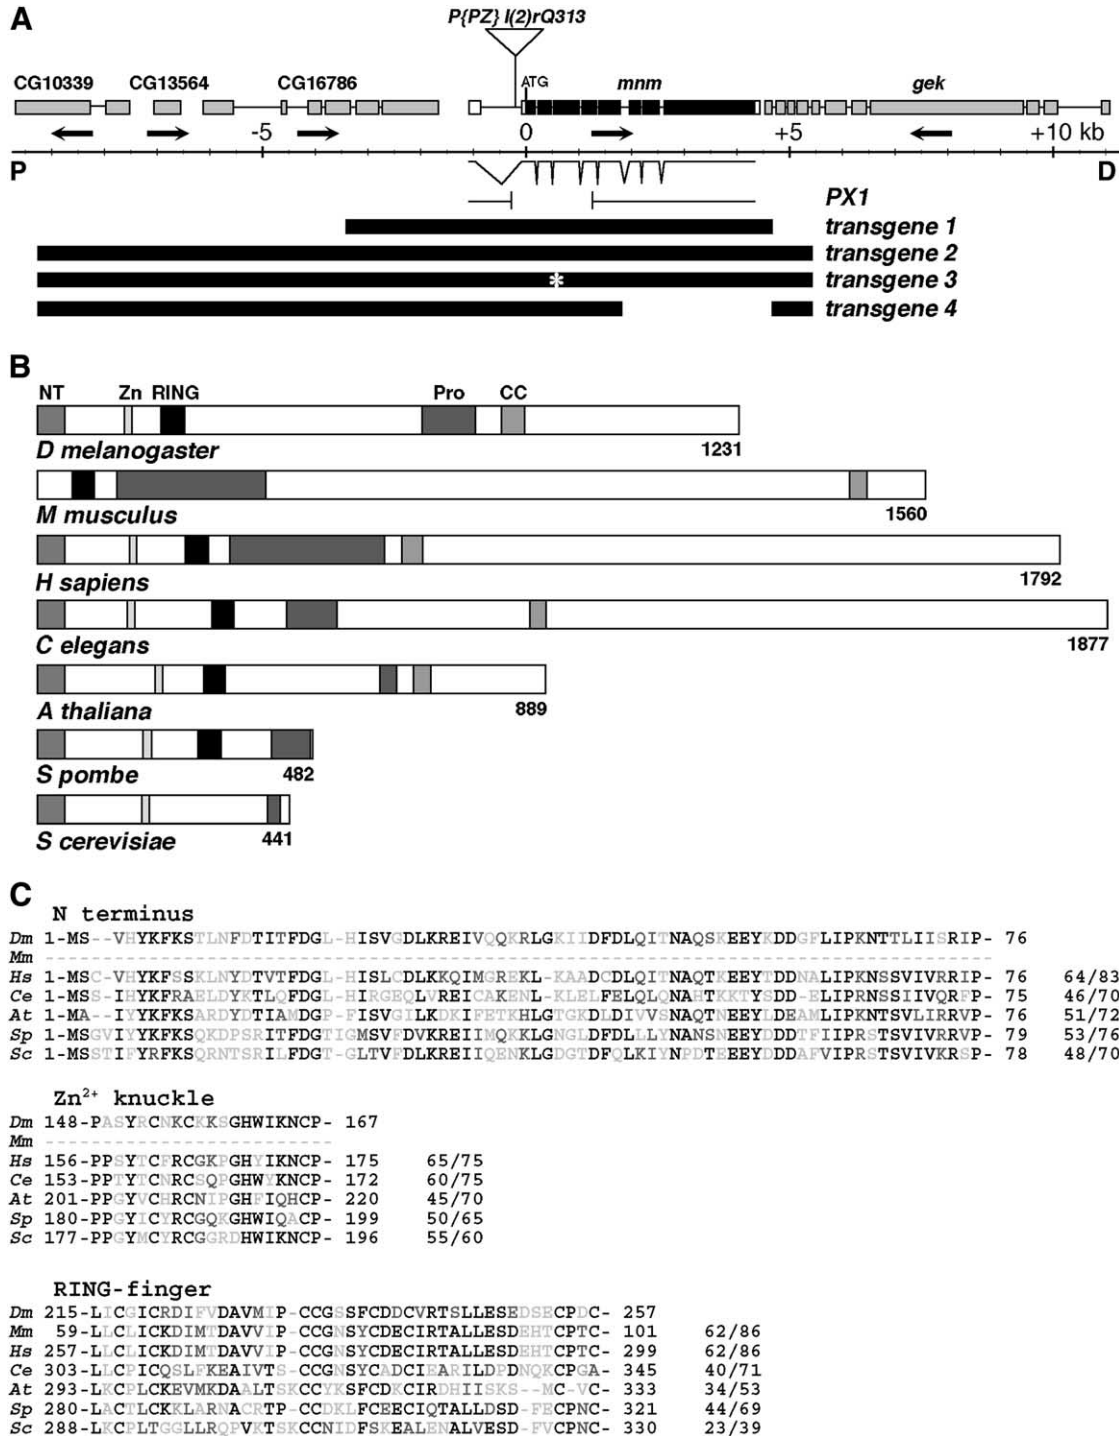 A
P{PZ} l(2)rQ313
CG10339 CG13564 CG16786 ATG mnm gek
-5 0 +5 +10 kb
P D
PX1
transgene 1
transgene 2
*
transgene 3
transgene 4
B
NT Zn RING Pro CC
D melanogaster 1231
M musculus 1560
H sapiens 1792
C elegans 1877
A thaliana 889
S pombe 482
S cerevisiae 441
C
N terminus
Dm 1-MS--VHYKFKSTLNFDTITFDGL-HISVGDLKREIVQQKRLGKIIDFDLQITNAQSKEEYKDDGFLIPKNTTLIISRIP- 76
Mm
Hs 1-MSC-VHYKFSSKLNYDTVTFDGL-HISLCDLKKQIMGREKL-KAADCDLQITNAQTKEEYTDDNALIPKNSSVIVRRIP- 76 64/83
Ce 1-MSS-IHYKFRAELDYKTLQFDGL-HIRGEQLVREICAKENL-KLELFELQLQNAHTKKTYSDD-ELIPRNSSIIVQRFP- 75 46/70
At 1-MA--IYYKFKSARDYDTIAMDGP-FISVGILKDKIFETKHLGTGKDLDIVVSNAQTNEEYLDEAMLIPKNTSVLIRRVP- 76 51/72
Sp 1-MSGVIYYKFKSQKDPSRITFDGTIGMSVFDVKREIIMQKKLGNGLDFDLLLYNANSNEEYDDDTFIIPRSTSVIVRRVP- 79 53/76
Sc 1-MSSTIFYRFKSQRNTSRILFDGT-GLTVFDLKREIIQENKLGDGTDFQLKIYNPDTEEEYDDDAFVIPRSTSVIVKRSP- 78 48/70
Zn2+ knuckle
Dm 148-PASYRCNKCKKSGHWIKNCP- 167
Mm
Hs 156-PPSYTCFRCGKPGHYIKNCP- 175 65/75
Ce 153-PPTYTCNRCSQPGHWYKNCP- 172 60/75
At 201-PPGYVCHRCNIPGHFIQHCP- 220 45/70
Sp 180-PPGYICYRCGQKGHWIQACP- 199 50/65
Sc 177-PPGYMCYRCGGRDHWIKNCP- 196 55/60
RING-finger
Dm 215-LICGICRDIFVDAVMIP-CCGSSFCDDCVRTSLLESEDSECPDC- 257
Mm 59-LLCLICKDIMTDAVVIP-CCGNSYCDECIRTALLESDEHTCPTC- 101 62/86
Hs 257-LLCLICKDIMTDAVVIP-CCGNSYCDECIRTALLESDEHTCPTC- 299 62/86
Ce 303-LLCPICQSLFKEAIVTS-CCGNSYCADCIEARILDPDNQKCPGA- 345 40/71
At 293-LKCPLCKEVMKDAALTSKCCYKSFCDKCIRDHIISKS--MC-VC- 333 34/53
Sp 280-LACTLCKKLARNACRTP-CCDKLFCEECIQTALLDSD-FECPNC- 321 44/69
Sc 288-LKCPLTGGLLRQPVKTSKCCNIDFSKEALENALVESD-FVCPNC- 330 23/39